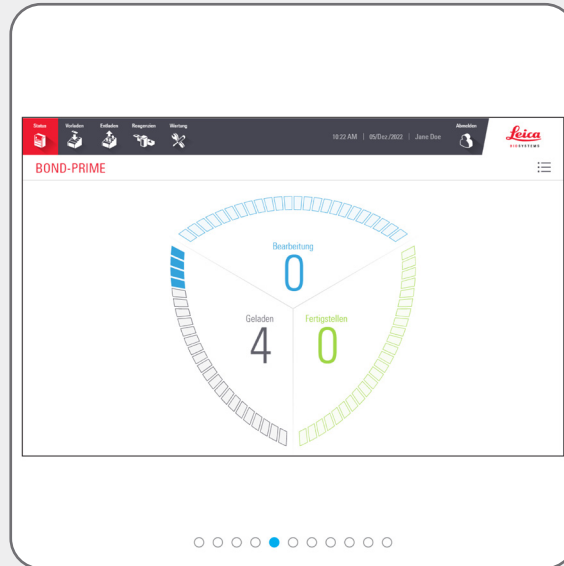 Status Vorladen Entladen Reagenzien Wartung
10:22 AM | 05/Dez/2022 | Jane Doe
Abmelden
Leica
BIOSYSTEMS
BOND-PRIME
Bearbeitung
0
Geladen
4
Fertigstellen
0